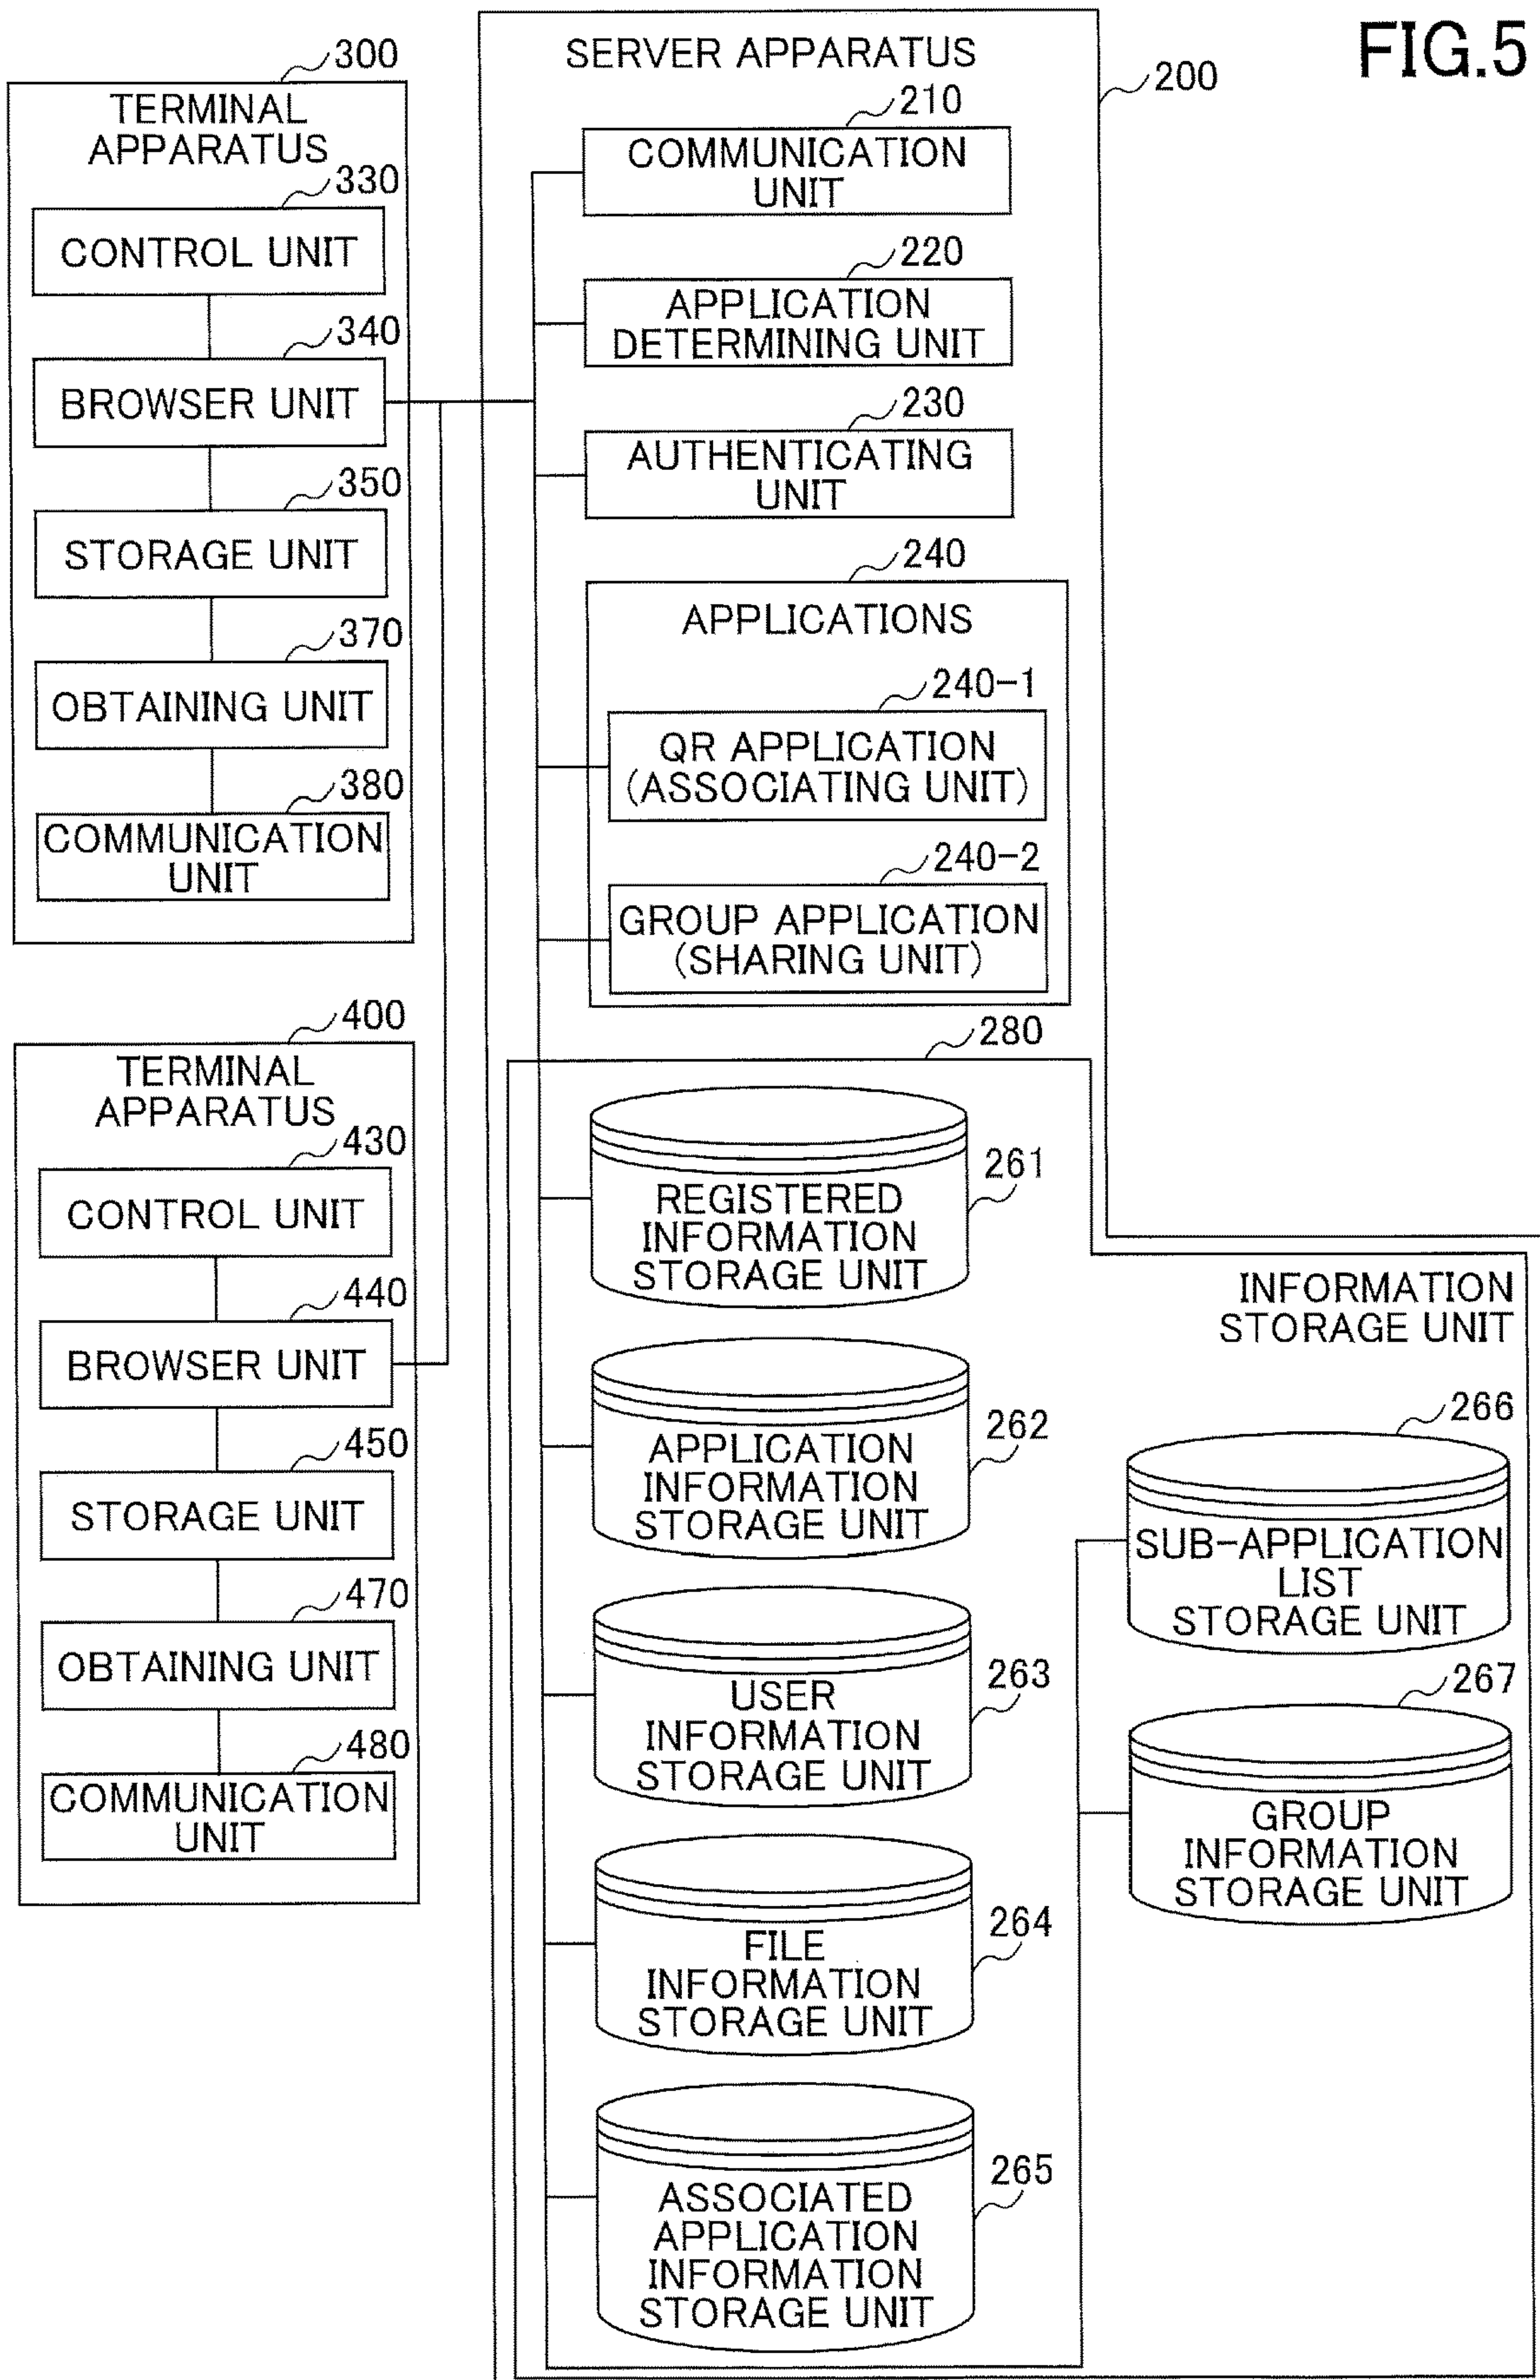 FIG.5
300
TERMINAL
APPARATUS
330
CONTROL UNIT
340
BROWSER UNIT
350
STORAGE UNIT
370
OBTAINING UNIT
380
COMMUNICATION
UNIT
400
TERMINAL
APPARATUS
430
CONTROL UNIT
440
BROWSER UNIT
450
STORAGE UNIT
470
OBTAINING UNIT
480
COMMUNICATION
UNIT
SERVER APPARATUS
200
210
COMMUNICATION
UNIT
220
APPLICATION
DETERMINING UNIT
230
AUTHENTICATING
UNIT
240
APPLICATIONS
240-1
QR APPLICATION
(ASSOCIATING UNIT)
240-2
GROUP APPLICATION
(SHARING UNIT)
280
INFORMATION
STORAGE UNIT
261
REGISTERED
INFORMATION
STORAGE UNIT
262
APPLICATION
INFORMATION
STORAGE UNIT
263
USER
INFORMATION
STORAGE UNIT
264
FILE
INFORMATION
STORAGE UNIT
265
ASSOCIATED
APPLICATION
INFORMATION
STORAGE UNIT
266
SUB-APPLICATION
LIST
STORAGE UNIT
267
GROUP
INFORMATION
STORAGE UNIT